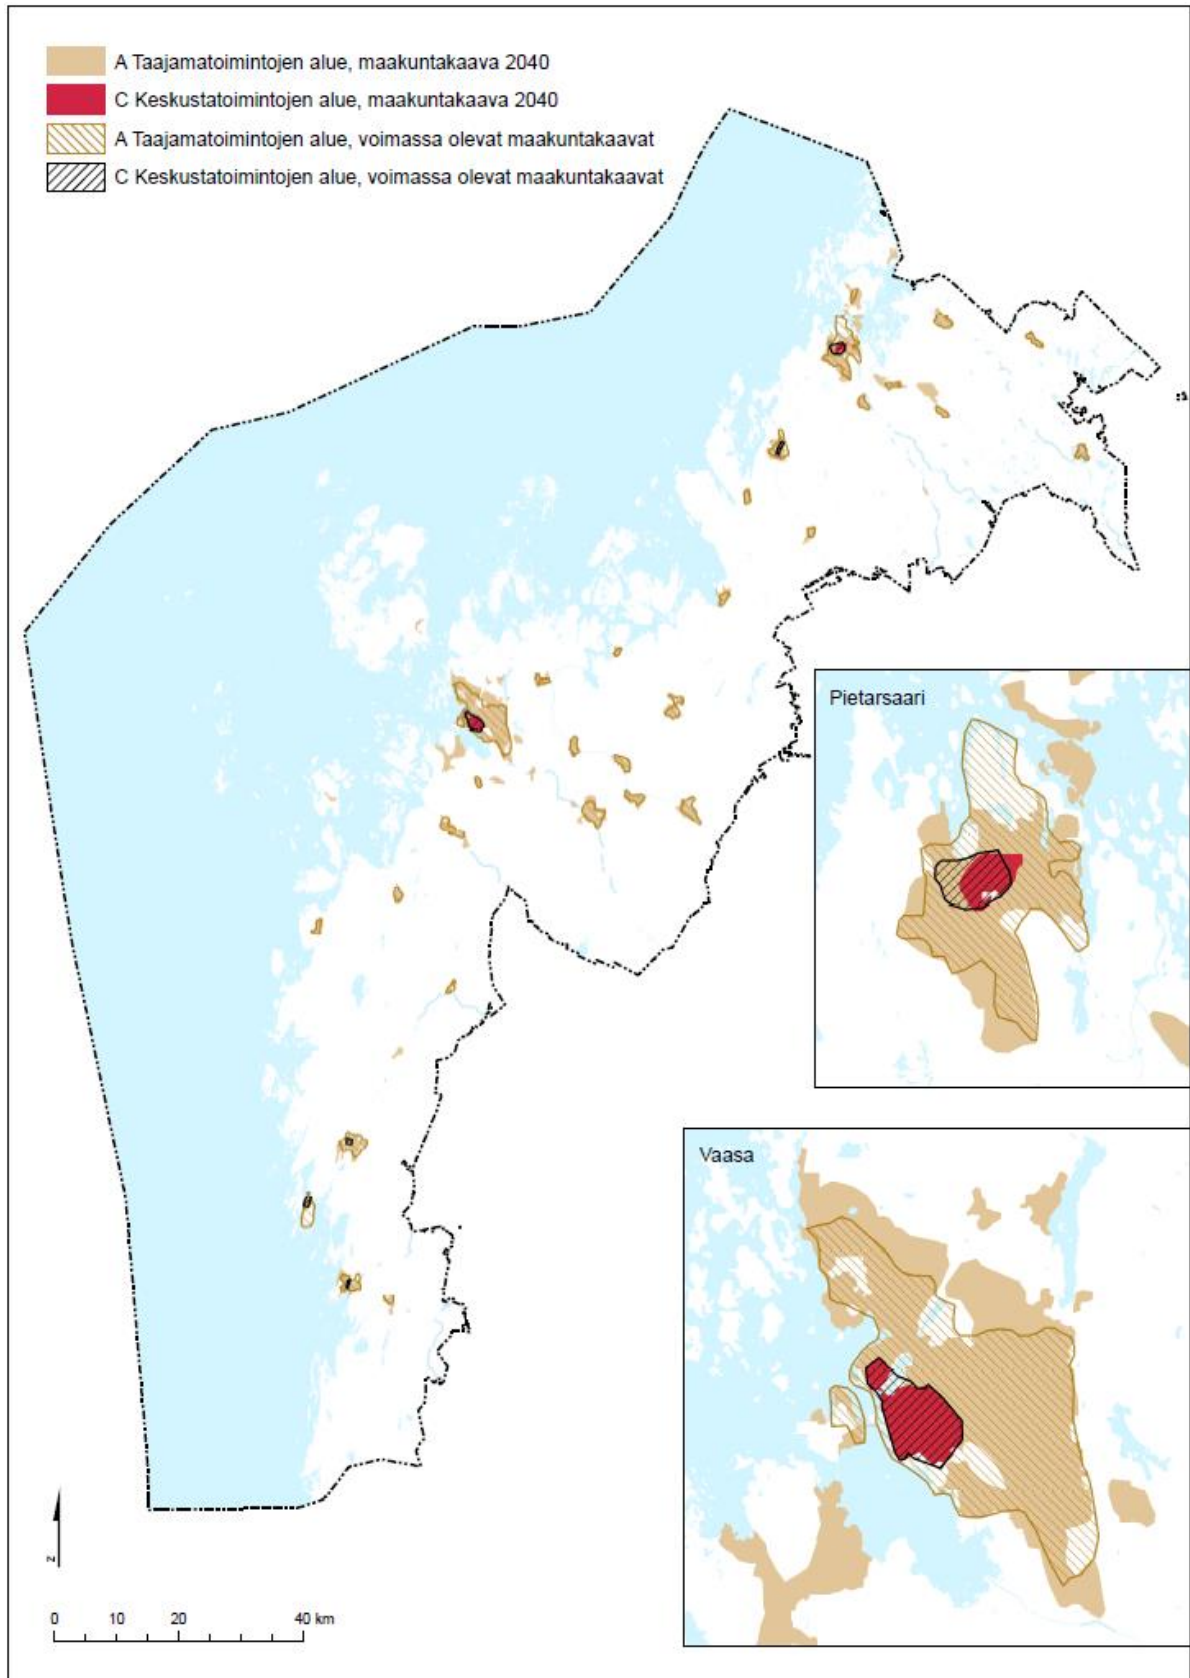 A Taajamatoimintojen alue, maakuntakaava 2040
C Keskustatoimintojen alue, maakuntakaava 2040
A Taajamatoimintojen alue, voimassa olevat maakuntakaavat
C Keskustatoimintojen alue, voimassa olevat maakuntakaavat
Pietarsaari
Vaasa
N
0 10 20 40 km